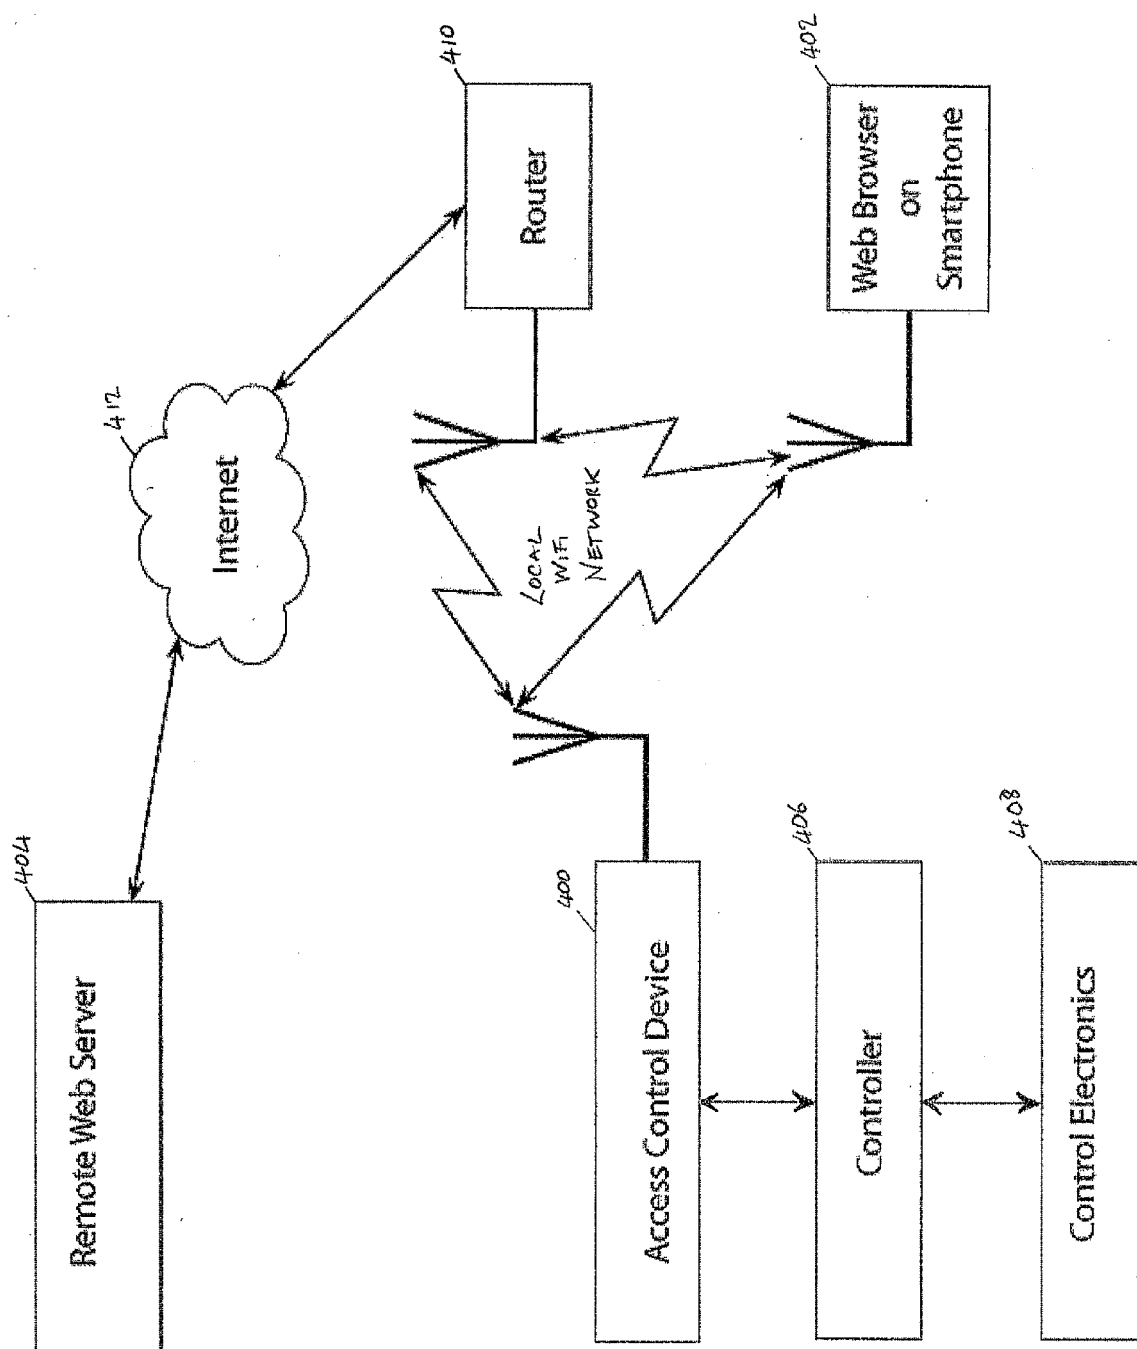 404
Remote Web Server
412
Internet
410
Router
LOCAL
WIFI
NETWORK
400
Access Control Device
402
Web Browser
on
Smartphone
406
Controller
408
Control Electronics